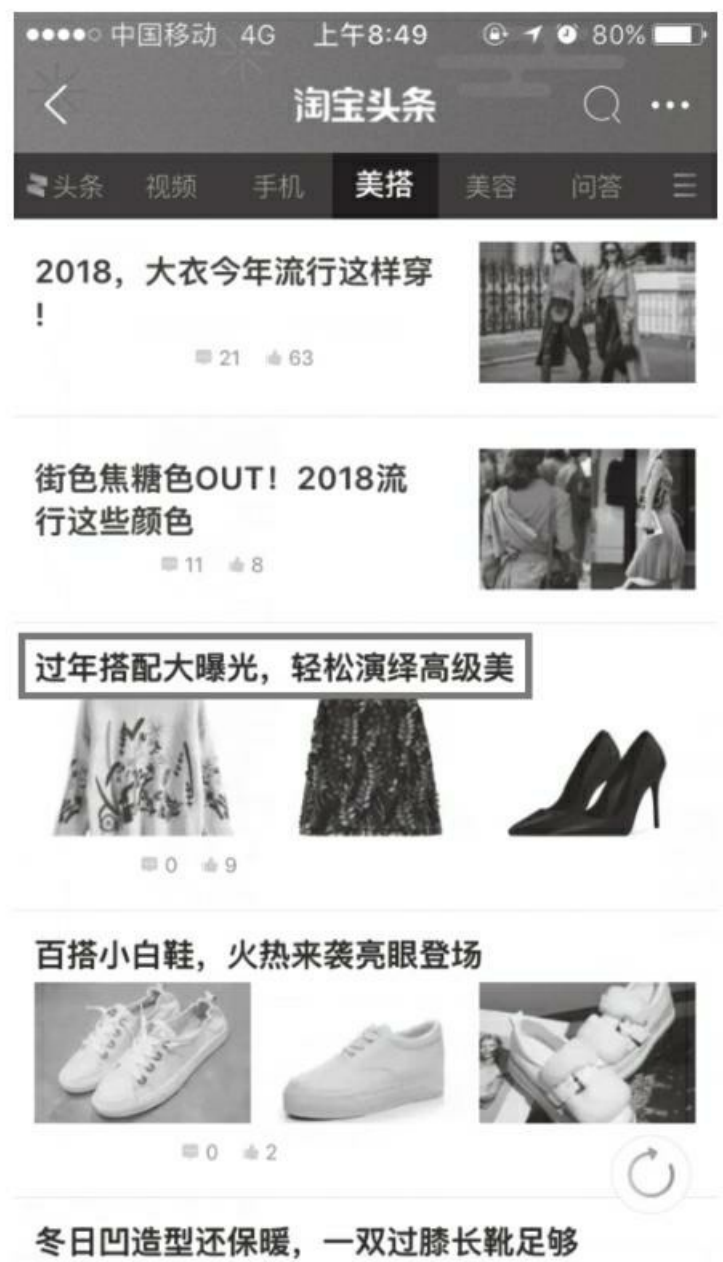 中国移动 4G 上午8:49 80%
淘宝头条
头条 视频 手机 美搭 美容 问答
2018，大衣今年流行这样穿
！
21 63
街色焦糖色OUT！2018流
行这些颜色
11 8
过年搭配大曝光，轻松演绎高级美
0 9
百搭小白鞋，火热来袭亮眼登场
0 2
冬日凹造型还保暖，一双过膝长靴足够